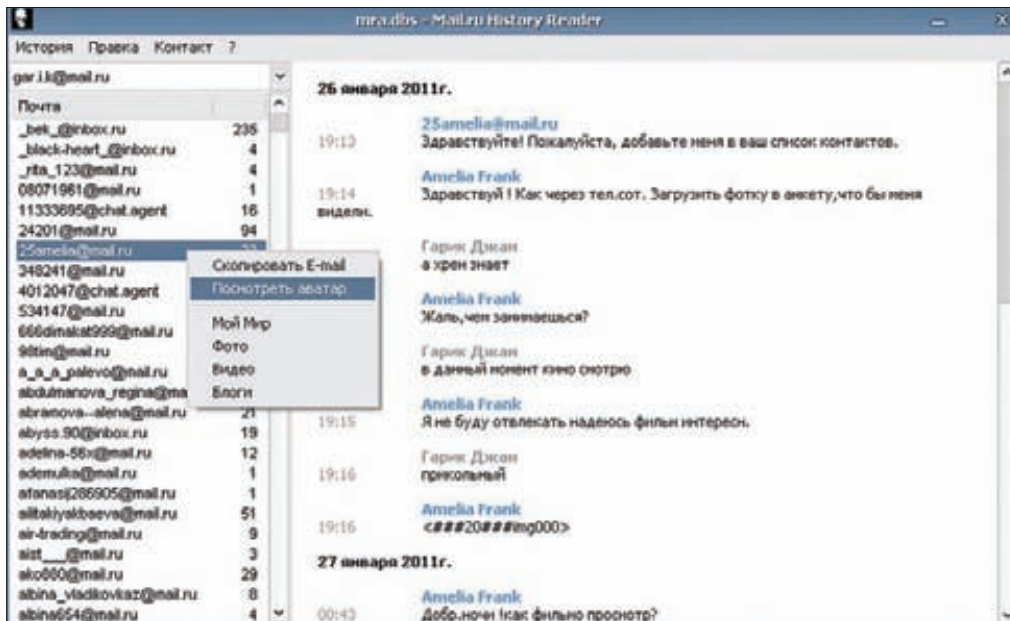 mra.dbs - Mail.ru History Reader
История Правка Контакт ?
gar.i.k@mail.ru
Почта
_bek_@inbox.ru 235
_black-heart_@inbox.ru 4
_rita_123@mail.ru 4
08071981@mail.ru 1
11333695@chat.agent 16
24201@mail.ru 94
25amelia@mail.ru
348241@mail.ru
4012047@chat.agent
534147@mail.ru
666dimakat999@mail.ru
98tim@mail.ru
a_a_a_palevo@mail.ru
abdulmanova_regina@ma
abramova--alena@mail.ru 21
abyss.90@inbox.ru 19
adelina-56x@mail.ru 12
ademulka@mail.ru 1
afanasij286905@mail.ru 1
ailitakiyakbaeva@mail.ru 51
air-trading@mail.ru 9
aist___@mail.ru 3
ako660@mail.ru 29
albina_vladikovkaz@mail.ru 8
albina654@mail.ru 4
Скопировать E-mail
Посмотреть аватар
Мой Мир
Фото
Видео
Блоги
26 января 2011г.
25amelia@mail.ru
19:13 Здравствуйте! Пожалуйста, добавьте меня в ваш список контактов.
Amelia Frank
19:14 Здравствуй ! Как через тел.сот. Загрузить фотку в анкету,что бы меня
видели.
Гарик Джан
а хрен знает
Amelia Frank
Жаль,чем занимаешься?
Гарик Джан
в данный момент кино смотрю
Amelia Frank
19:15 Я не буду отвлекать надеюсь фильм интересн.
Гарик Джан
19:16 прикольный
Amelia Frank
19:16 <###20###img000>
27 января 2011г.
Amelia Frank
00:43 Добр.ночи !как фильмо просмотр?